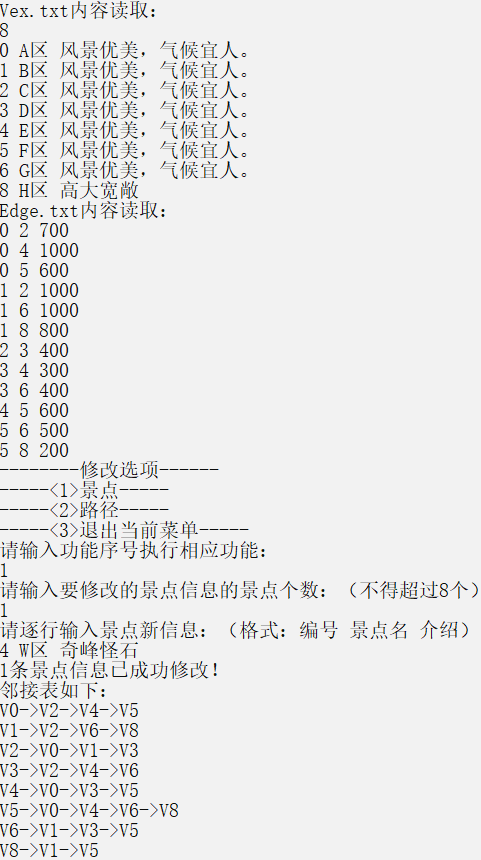 Vex.txt内容读取：
8
0 A区 风景优美，气候宜人。
1 B区 风景优美，气候宜人。
2 C区 风景优美，气候宜人。
3 D区 风景优美，气候宜人。
4 E区 风景优美，气候宜人。
5 F区 风景优美，气候宜人。
6 G区 风景优美，气候宜人。
8 H区 高大宽敞
Edge.txt内容读取：
0 2 700
0 4 1000
0 5 600
1 2 1000
1 6 1000
1 8 800
2 3 400
3 4 300
3 6 400
4 5 600
5 6 500
5 8 200
--------修改选项------
-----<1>景点-----
-----<2>路径-----
-----<3>退出当前菜单-----
请输入功能序号执行相应功能：
1
请输入要修改的景点信息的景点个数：（不得超过8个）
1
请逐行输入景点新信息：（格式：编号 景点名 介绍）
4 W区 奇峰怪石
1条景点信息已成功修改！
邻接表如下：
V0->V2->V4->V5
V1->V2->V6->V8
V2->V0->V1->V3
V3->V2->V4->V6
V4->V0->V3->V5
V5->V0->V4->V6->V8
V6->V1->V3->V5
V8->V1->V5